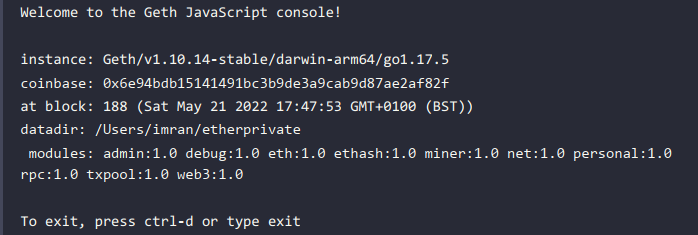 Welcome to the Geth JavaScript console!
instance: Geth/v1.10.14-stable/darwin-arm64/go1.17.5
coinbase: 0x6e94bdb15141491bc3b9de3a9cab9d87ae2af82f
at block: 188 (Sat May 21 2022 17:47:53 GMT+0100 (BST))
datadir: /Users/imran/etherprivate
modules: admin:1.0 debug:1.0 eth:1.0 ethash:1.0 miner:1.0 net:1.0 personal:1.0
rpc:1.0 txpool:1.0 web3:1.0
To exit, press ctrl-d or type exit